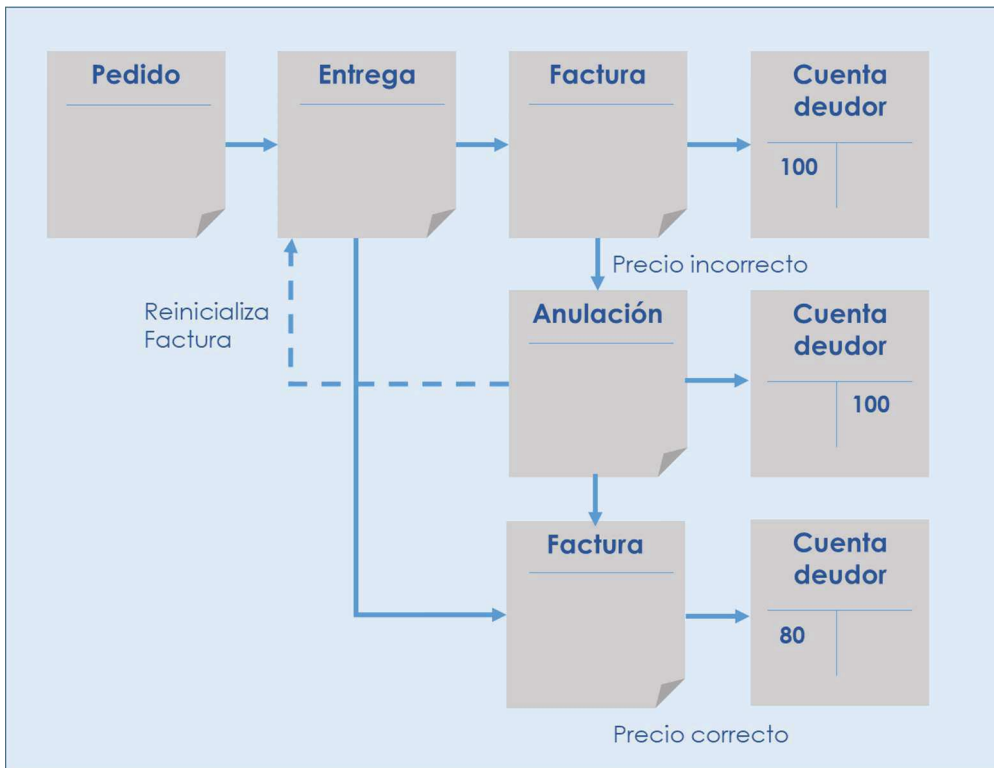 Pedido
Entrega
Factura
Cuenta
deudor
100
Precio incorrecto
Reinicializa
Factura
Anulación
Cuenta
deudor
100
Factura
Cuenta
deudor
80
Precio correcto